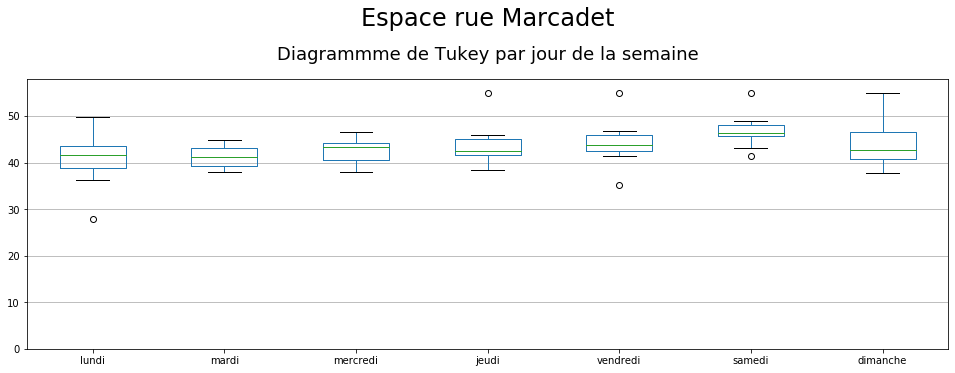 Espace rue Marcadet
Diagrammme de Tukey par jour de la semaine
50
40
30
20
10
0
lundi mardi mercredi jeudi vendredi samedi dimanche